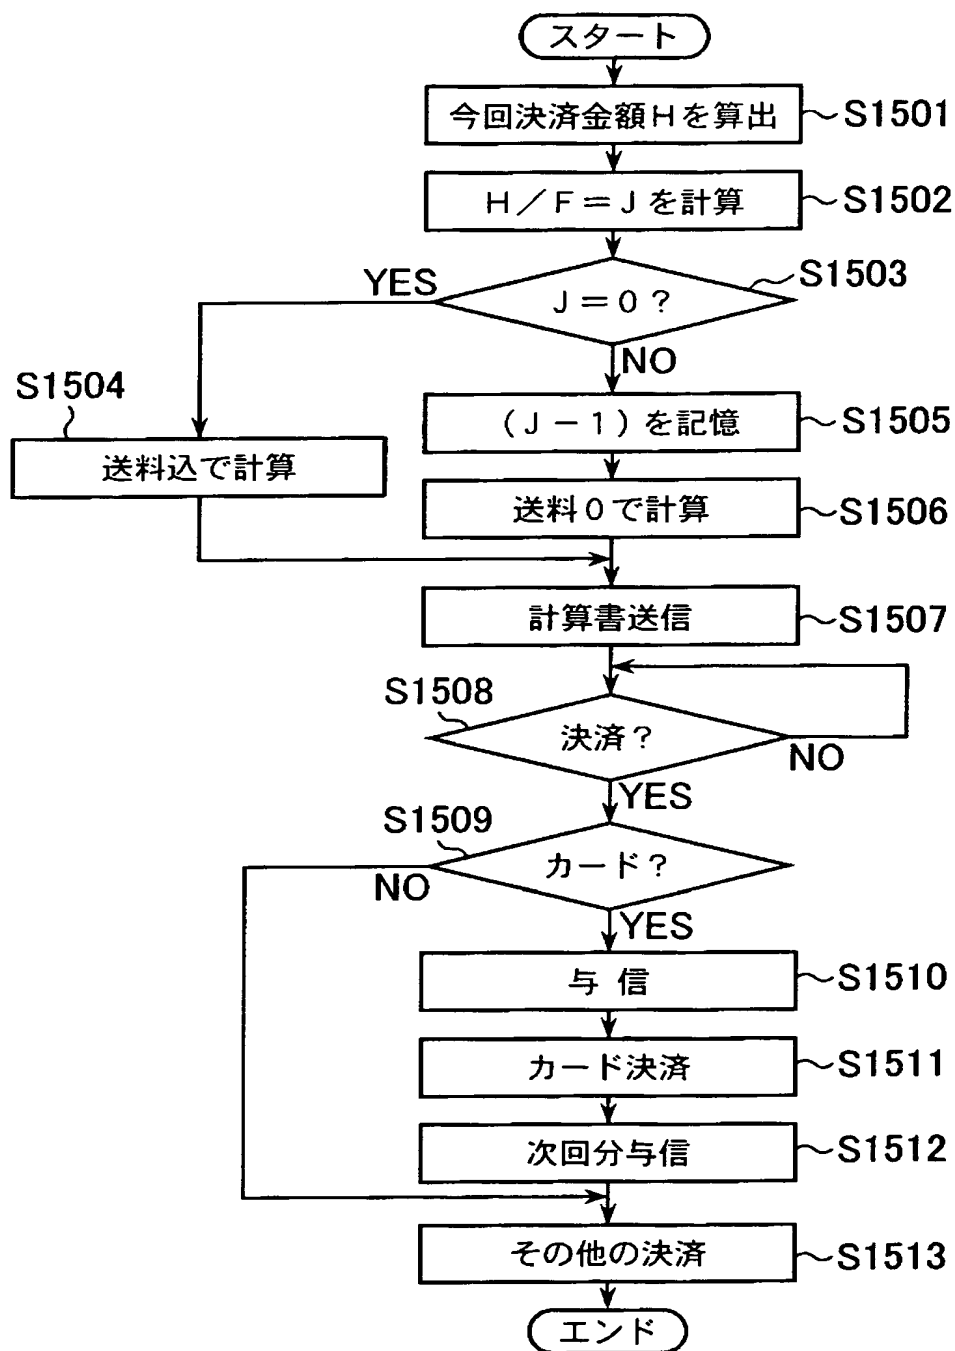 スタート
今回決済金額Hを算出
S1501
H/F=Jを計算
S1502
S1503
YES
J=0?
NO
S1504
(J-1)を記憶
S1505
送料込で計算
送料0で計算
S1506
計算書送信
S1507
S1508
決済?
NO
YES
S1509
カード?
NO
YES
与 信
S1510
カード決済
S1511
次回分与信
S1512
その他の決済
S1513
エンド